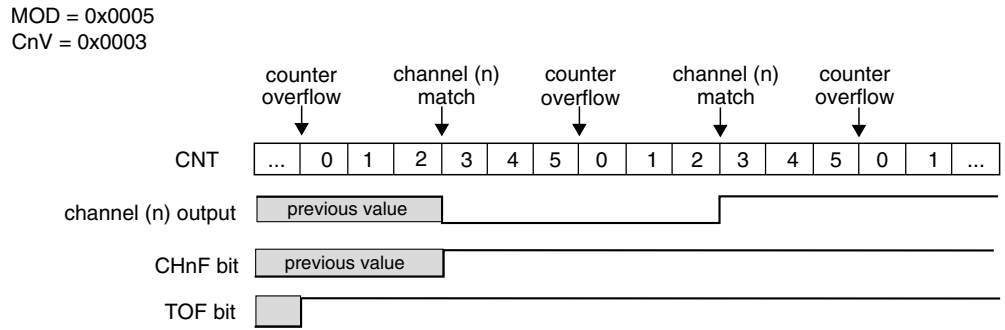 MOD = 0x0005
CnV = 0x0003
counter overflow
channel (n) match
counter overflow
channel (n) match
counter overflow
CNT ... 0 1 2 3 4 5 0 1 2 3 4 5 0 1 ...
channel (n) output previous value
CHnF bit previous value
TOF bit